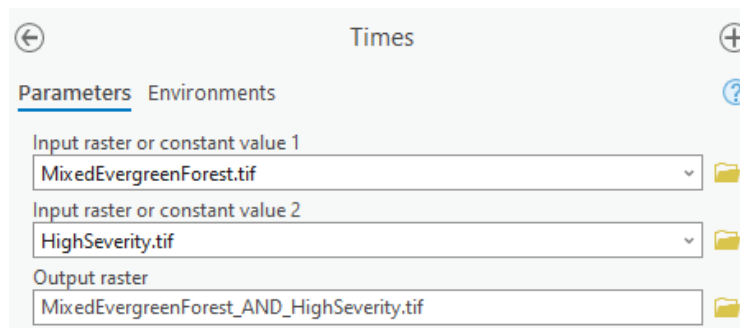 Times
Parameters Environments
Input raster or constant value 1
MixedEvergreenForest.tif
Input raster or constant value 2
HighSeverity.tif
Output raster
MixedEvergreenForest_AND_HighSeverity.tif